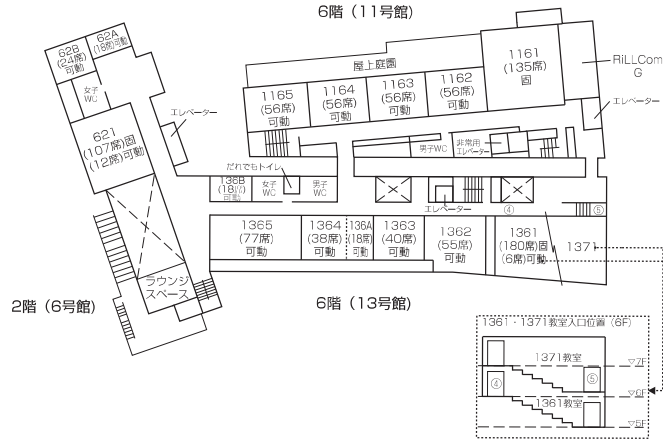 6階（11号館）
62B
(24席)
可動
62A
(18席)可動
女子
WC
エレベーター
621
(107席)固
(12席)可動
屋上庭園
1165
(56席)
可動
1164
(56席)
可動
1163
(56席)
可動
1162
(56席)
可動
1161
(135席)
固
RiLLCom
G
エレベーター
男子WC
非常用
エレベーター
だれでもトイレ
136B
(18席)
可動
女子
WC
男子
WC
エレベーター
④
⑤
1365
(77席)
可動
1364
(38席)
可動
136A
(18席)
可動
1363
(40席)
可動
1362
(55席)
可動
1361
(180席)固
(6席)可動
1371
ラウンジ
スペース
2階（6号館）
6階（13号館）
1361・1371教室入口位置（6F）
1371教室
▽7F
④
⑤
▽6F
1361教室
▽5F